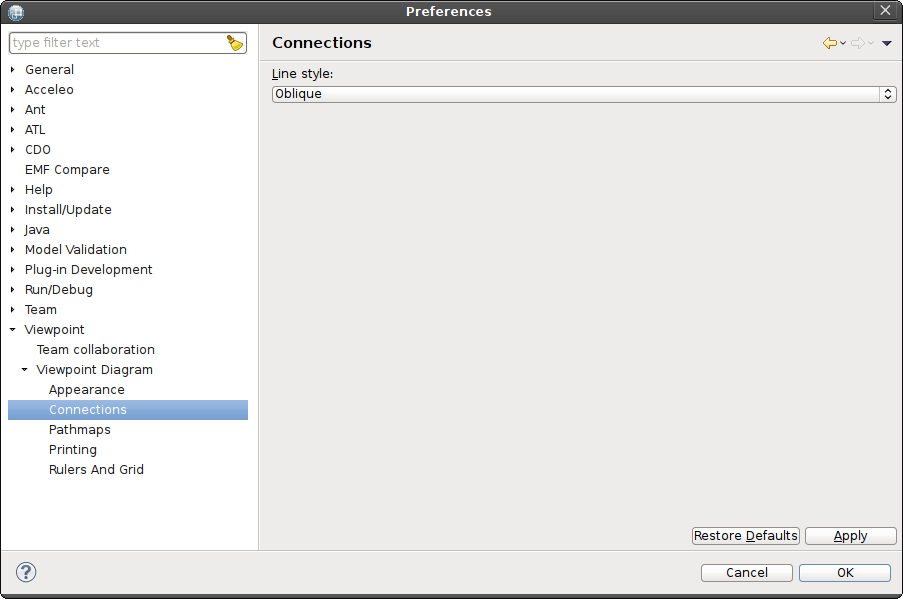 Preferences
type filter text
General
Acceleo
Ant
ATL
CDO
EMF Compare
Help
Install/Update
Java
Model Validation
Plug-in Development
Run/Debug
Team
Viewpoint
Team collaboration
Viewpoint Diagram
Appearance
Connections
Pathmaps
Printing
Rulers And Grid
Connections
Line style:
Oblique
Restore Defaults
Apply
?
Cancel
OK